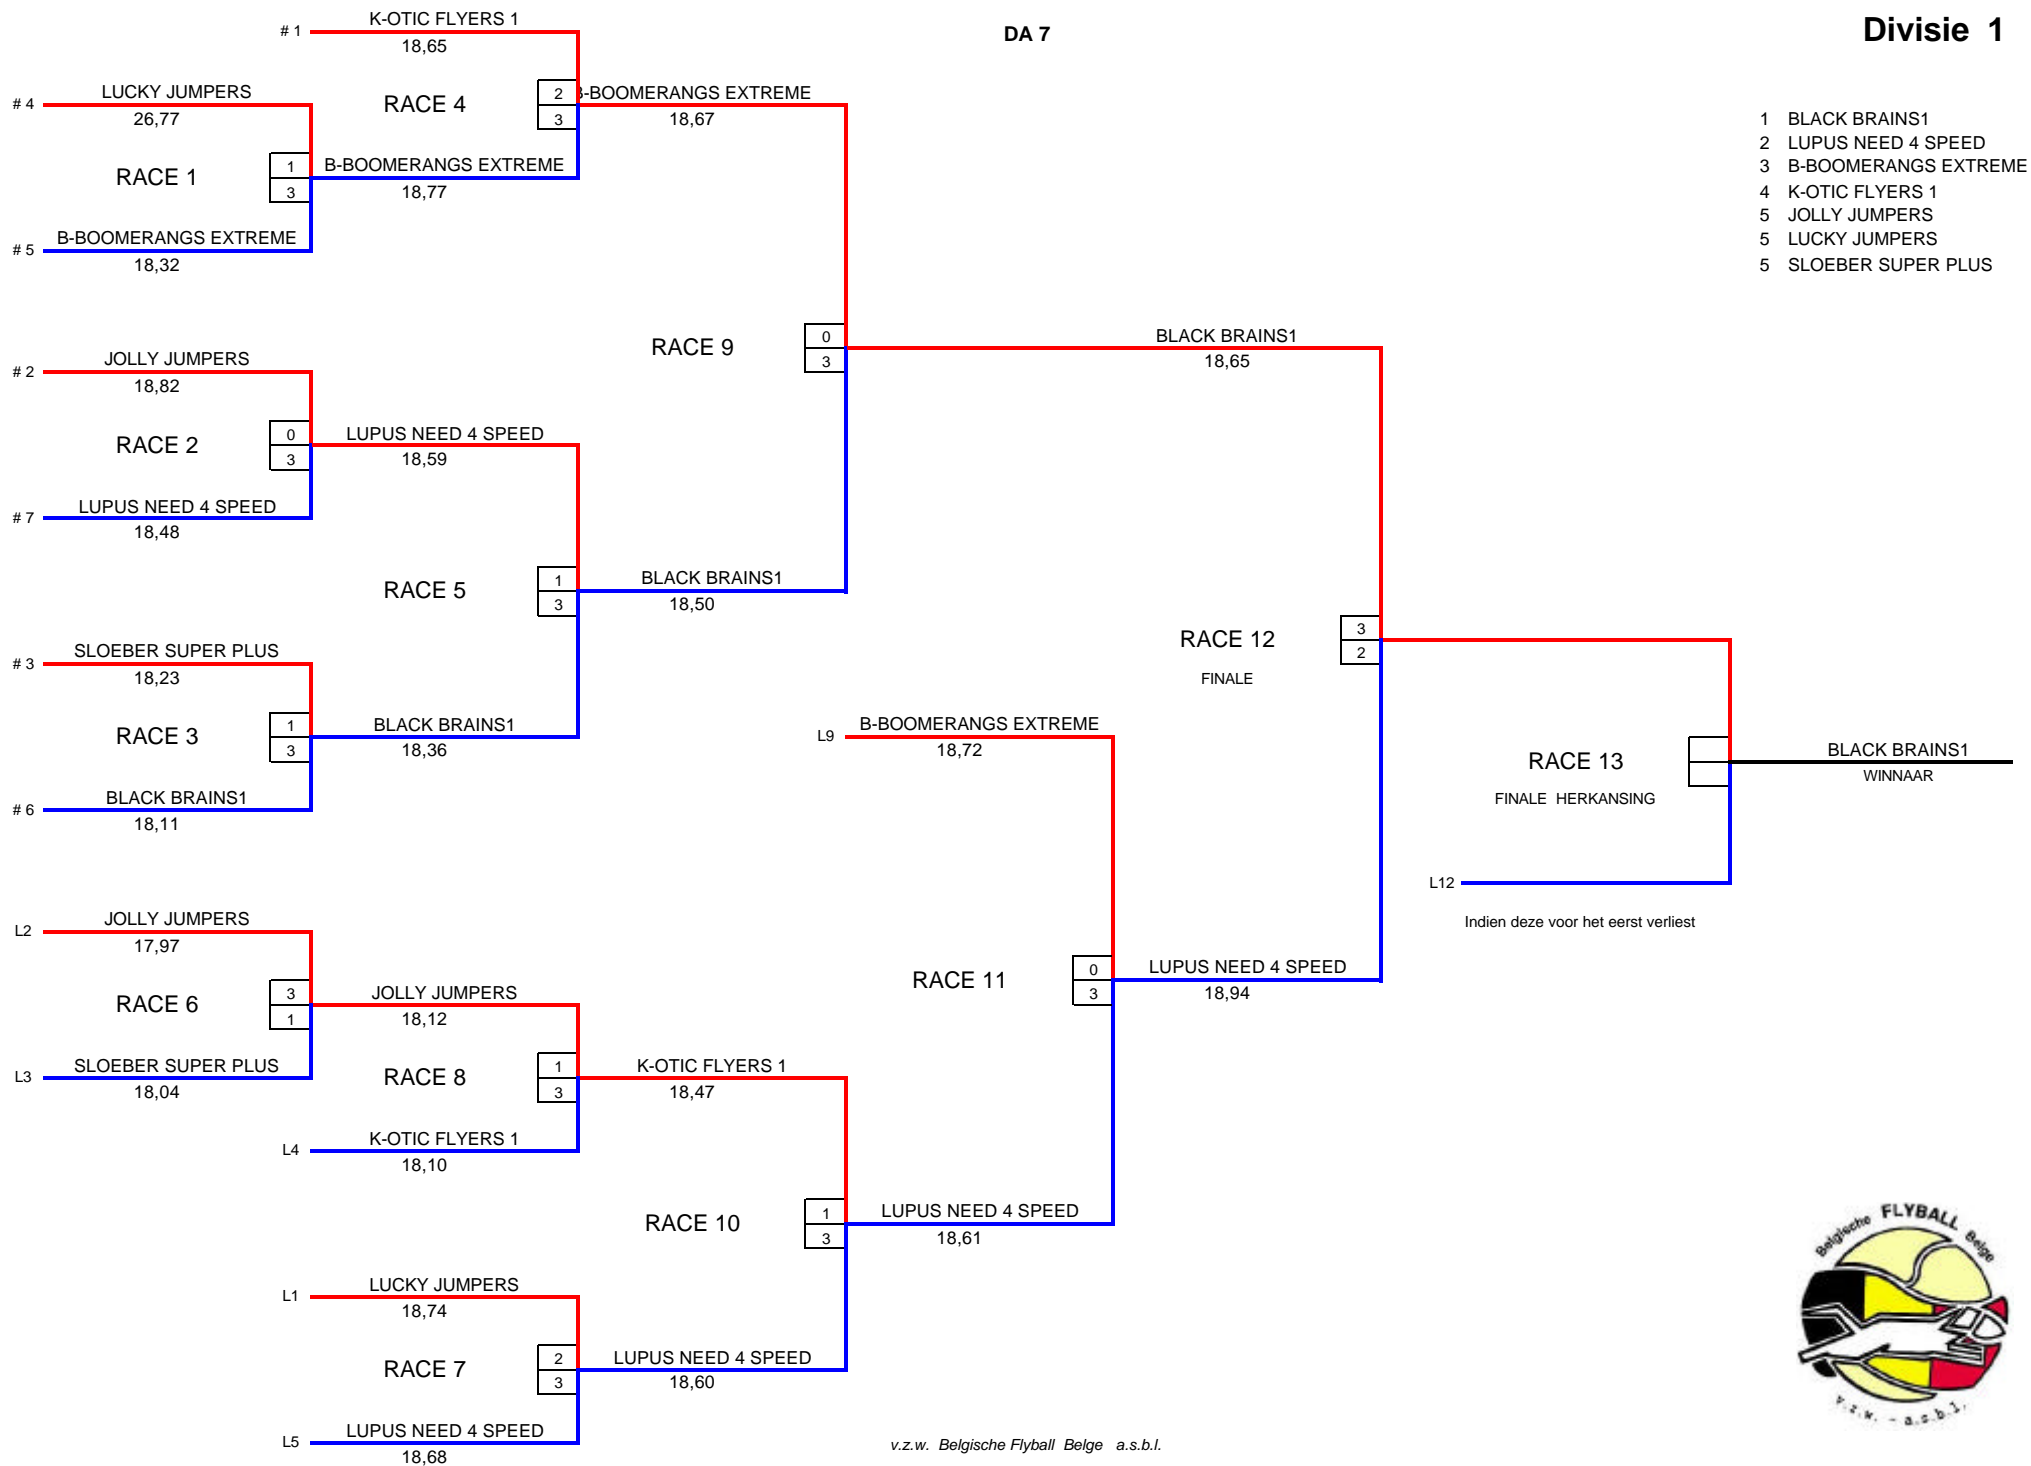 DA 7
Divisie 1
1 BLACK BRAINS1
2 LUPUS NEED 4 SPEED
3 B-BOOMERANGS EXTREME
4 K-OTIC FLYERS 1
5 JOLLY JUMPERS
5 LUCKY JUMPERS
5 SLOEBER SUPER PLUS
# 1 K-OTIC FLYERS 1
18,65
RACE 4
2
3
# 4 LUCKY JUMPERS
26,77
RACE 1
1
3
B-BOOMERANGS EXTREME
18,77
# 5 B-BOOMERANGS EXTREME
18,32
B-BOOMERANGS EXTREME
18,67
# 2 JOLLY JUMPERS
18,82
RACE 2
0
3
LUPUS NEED 4 SPEED
18,59
# 7 LUPUS NEED 4 SPEED
18,48
RACE 9
0
3
BLACK BRAINS1
18,65
RACE 5
1
3
BLACK BRAINS1
18,50
# 3 SLOEBER SUPER PLUS
18,23
RACE 3
1
3
BLACK BRAINS1
18,36
# 6 BLACK BRAINS1
18,11
RACE 12
3
2
FINALE
L9 B-BOOMERANGS EXTREME
18,72
RACE 13
FINALE HERKANSING
BLACK BRAINS1
WINNAAR
L12
Indien deze voor het eerst verliest
L2 JOLLY JUMPERS
17,97
RACE 6
3
1
JOLLY JUMPERS
18,12
L3 SLOEBER SUPER PLUS
18,04
RACE 8
1
3
K-OTIC FLYERS 1
18,47
L4 K-OTIC FLYERS 1
18,10
RACE 11
0
3
LUPUS NEED 4 SPEED
18,94
RACE 10
1
3
LUPUS NEED 4 SPEED
18,61
L1 LUCKY JUMPERS
18,74
RACE 7
2
3
LUPUS NEED 4 SPEED
18,60
L5 LUPUS NEED 4 SPEED
18,68
v.z.w. Belgische Flyball Belge a.s.b.l.
Belgische FLYBALL Belge
v.z.w. - a.s.b.l.